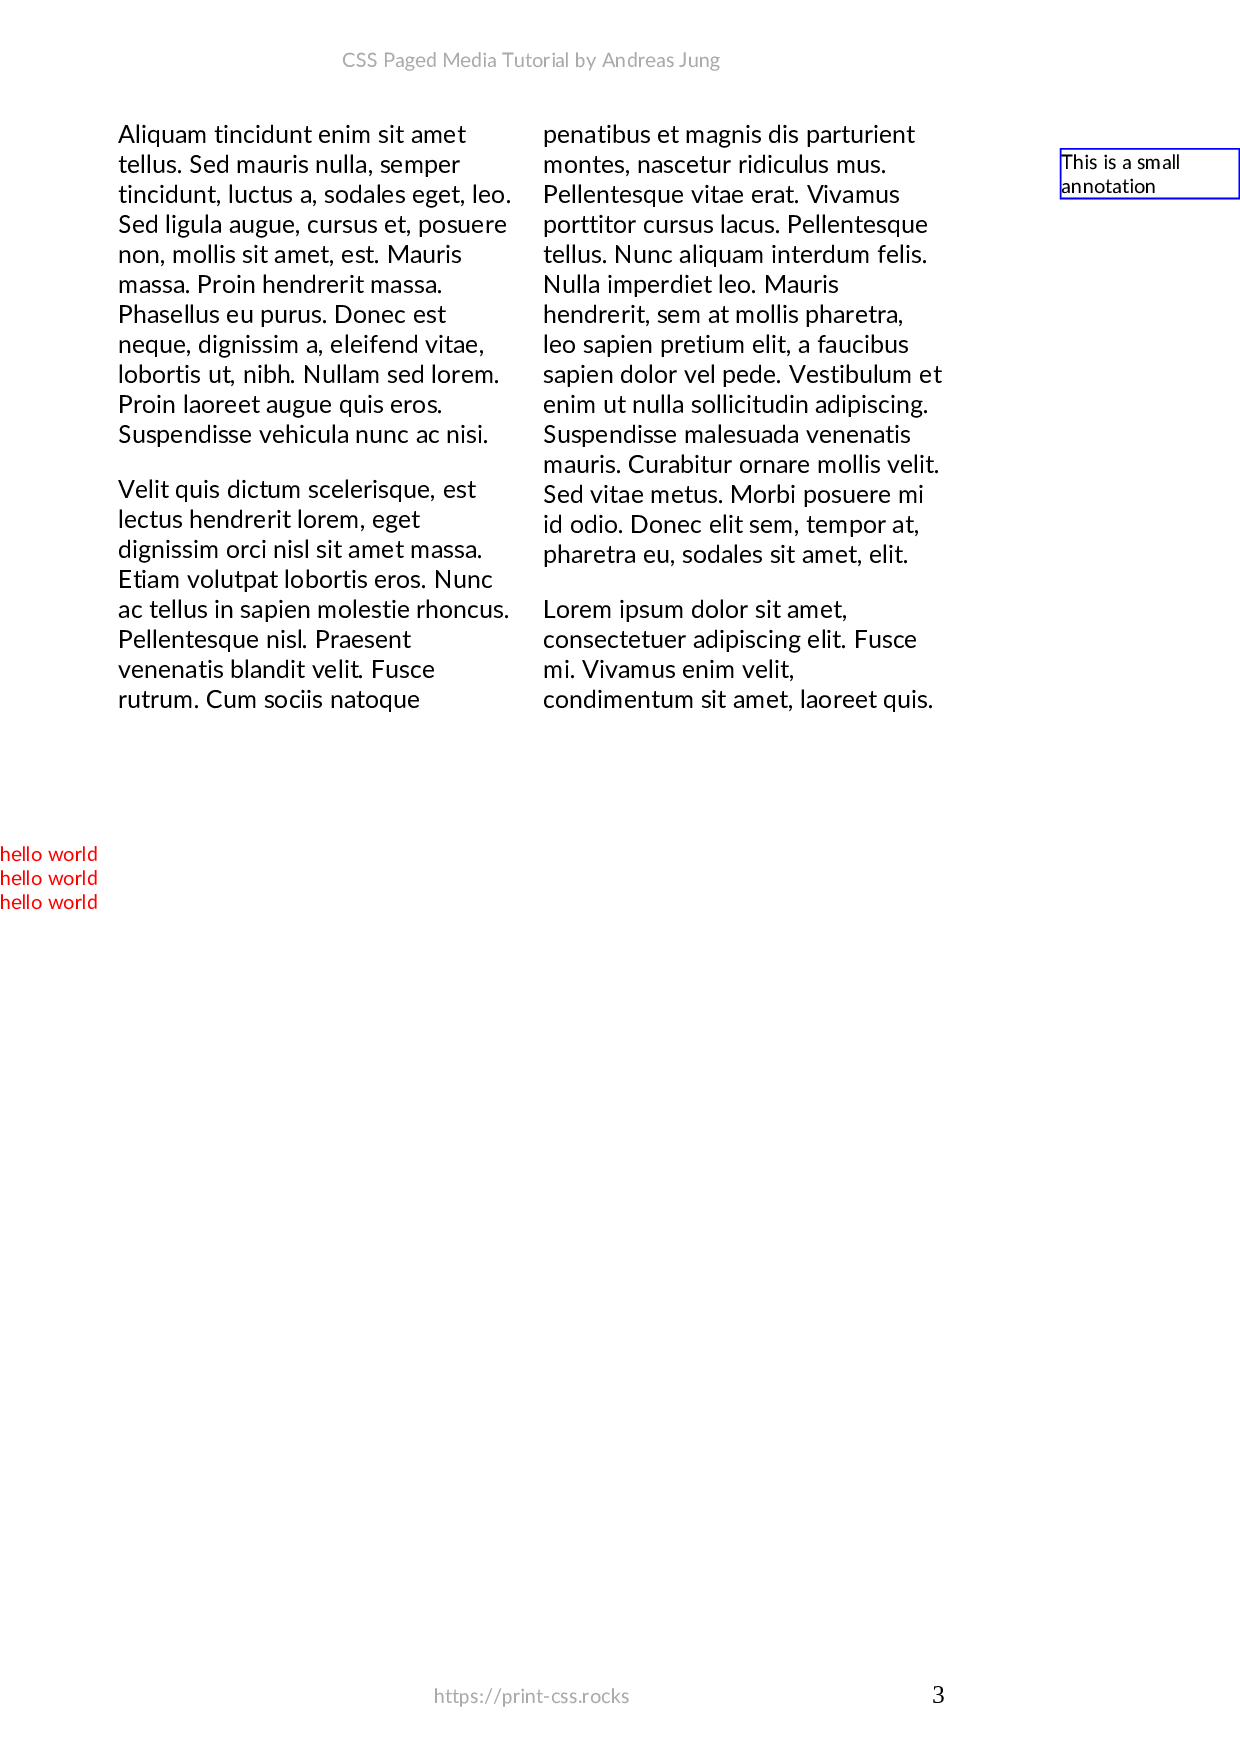 CSS Paged Media Tutorial by Andreas Jung
Aliquam tincidunt enim sit amet
tellus. Sed mauris nulla, semper
tincidunt, luctus a, sodales eget, leo.
Sed ligula augue, cursus et, posuere
non, mollis sit amet, est. Mauris
massa. Proin hendrerit massa.
Phasellus eu purus. Donec est
neque, dignissim a, eleifend vitae,
lobortis ut, nibh. Nullam sed lorem.
Proin laoreet augue quis eros.
Suspendisse vehicula nunc ac nisi.
Velit quis dictum scelerisque, est
lectus hendrerit lorem, eget
dignissim orci nisl sit amet massa.
Etiam volutpat lobortis eros. Nunc
ac tellus in sapien molestie rhoncus.
Pellentesque nisl. Praesent
venenatis blandit velit. Fusce
rutrum. Cum sociis natoque
penatibus et magnis dis parturient
montes, nascetur ridiculus mus.
Pellentesque vitae erat. Vivamus
porttitor cursus lacus. Pellentesque
tellus. Nunc aliquam interdum felis.
Nulla imperdiet leo. Mauris
hendrerit, sem at mollis pharetra,
leo sapien pretium elit, a faucibus
sapien dolor vel pede. Vestibulum et
enim ut nulla sollicitudin adipiscing.
Suspendisse malesuada venenatis
mauris. Curabitur ornare mollis velit.
Sed vitae metus. Morbi posuere mi
id odio. Donec elit sem, tempor at,
pharetra eu, sodales sit amet, elit.
Lorem ipsum dolor sit amet,
consectetuer adipiscing elit. Fusce
mi. Vivamus enim velit,
condimentum sit amet, laoreet quis.
This is a small
annotation
hello world
hello world
hello world
https://print-css.rocks
3